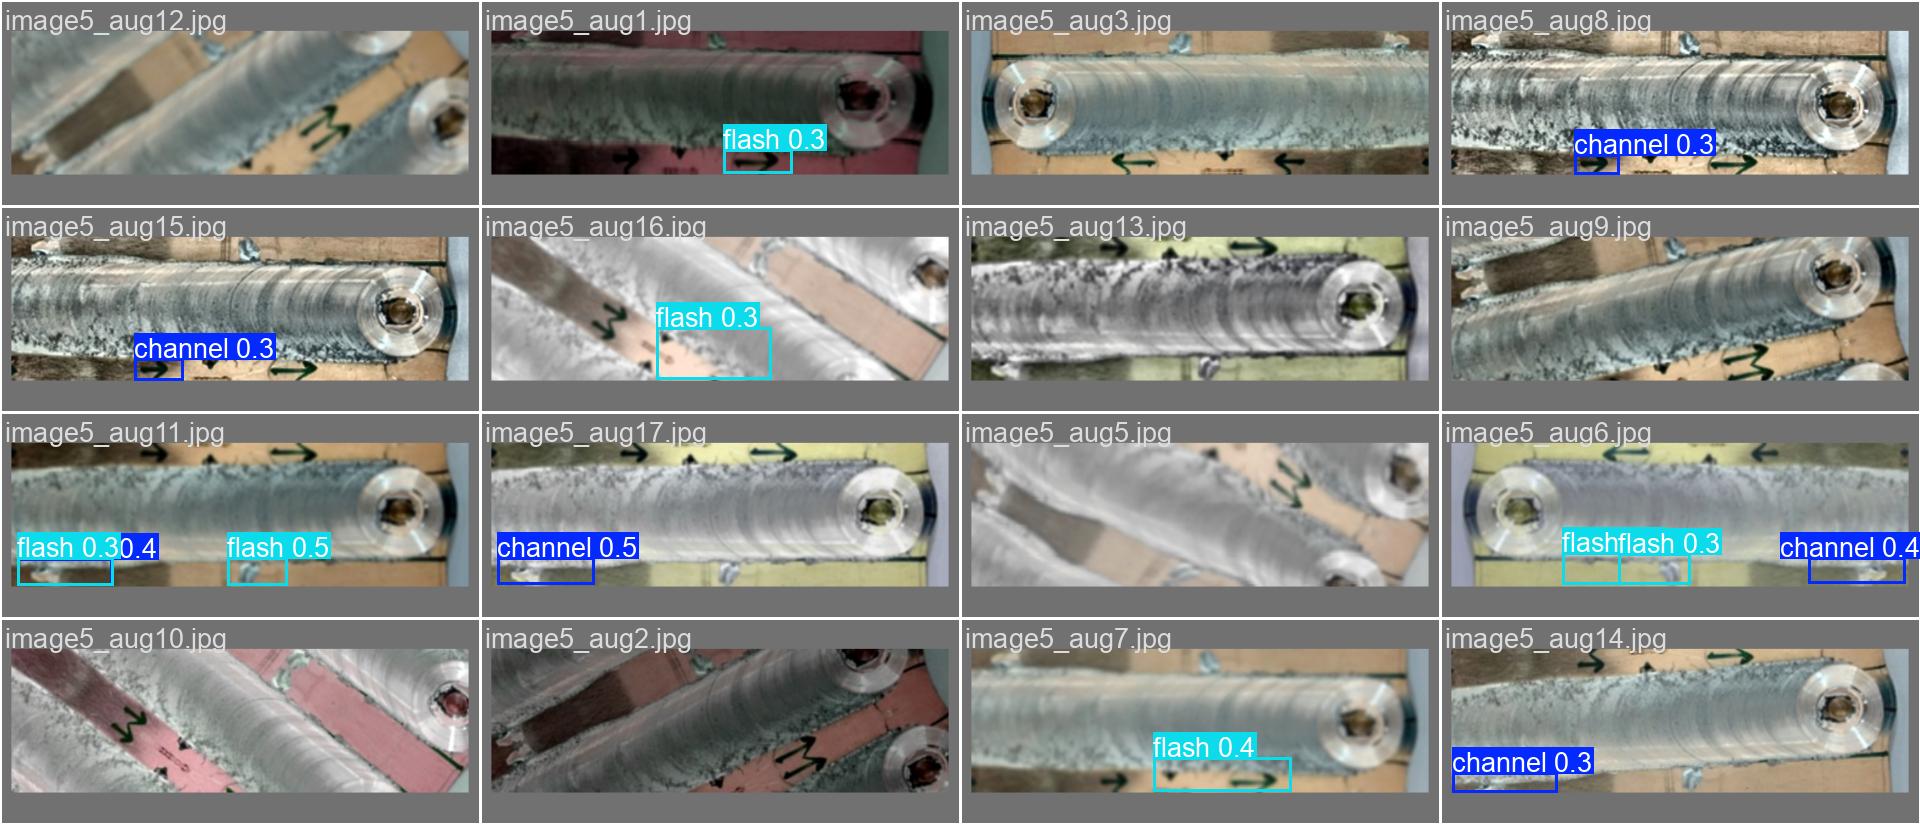 image5_aug12.jpg
image5_aug1.jpg
image5_aug3.jpg
image5_aug8.jpg
flash 0.3
channel 0.3
image5_aug15.jpg
image5_aug16.jpg
image5_aug13.jpg
image5_aug9.jpg
channel 0.3
flash 0.3
image5_aug11.jpg
image5_aug17.jpg
image5_aug5.jpg
image5_aug6.jpg
flash 0.30.4
flash 0.5
channel 0.5
flashflash 0.3
channel 0.4
image5_aug10.jpg
image5_aug2.jpg
image5_aug7.jpg
image5_aug14.jpg
flash 0.4
channel 0.3